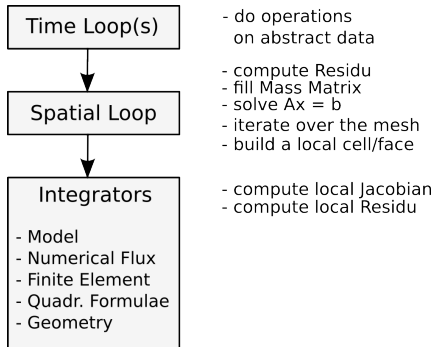 Time Loop(s)
- do operations
on abstract data
Spatial Loop
- compute Residu
- fill Mass Matrix
- solve Ax = b
- iterate over the mesh
- build a local cell/face
Integrators
- Model
- Numerical Flux
- Finite Element
- Quadr. Formulae
- Geometry
- compute local Jacobian
- compute local Residu